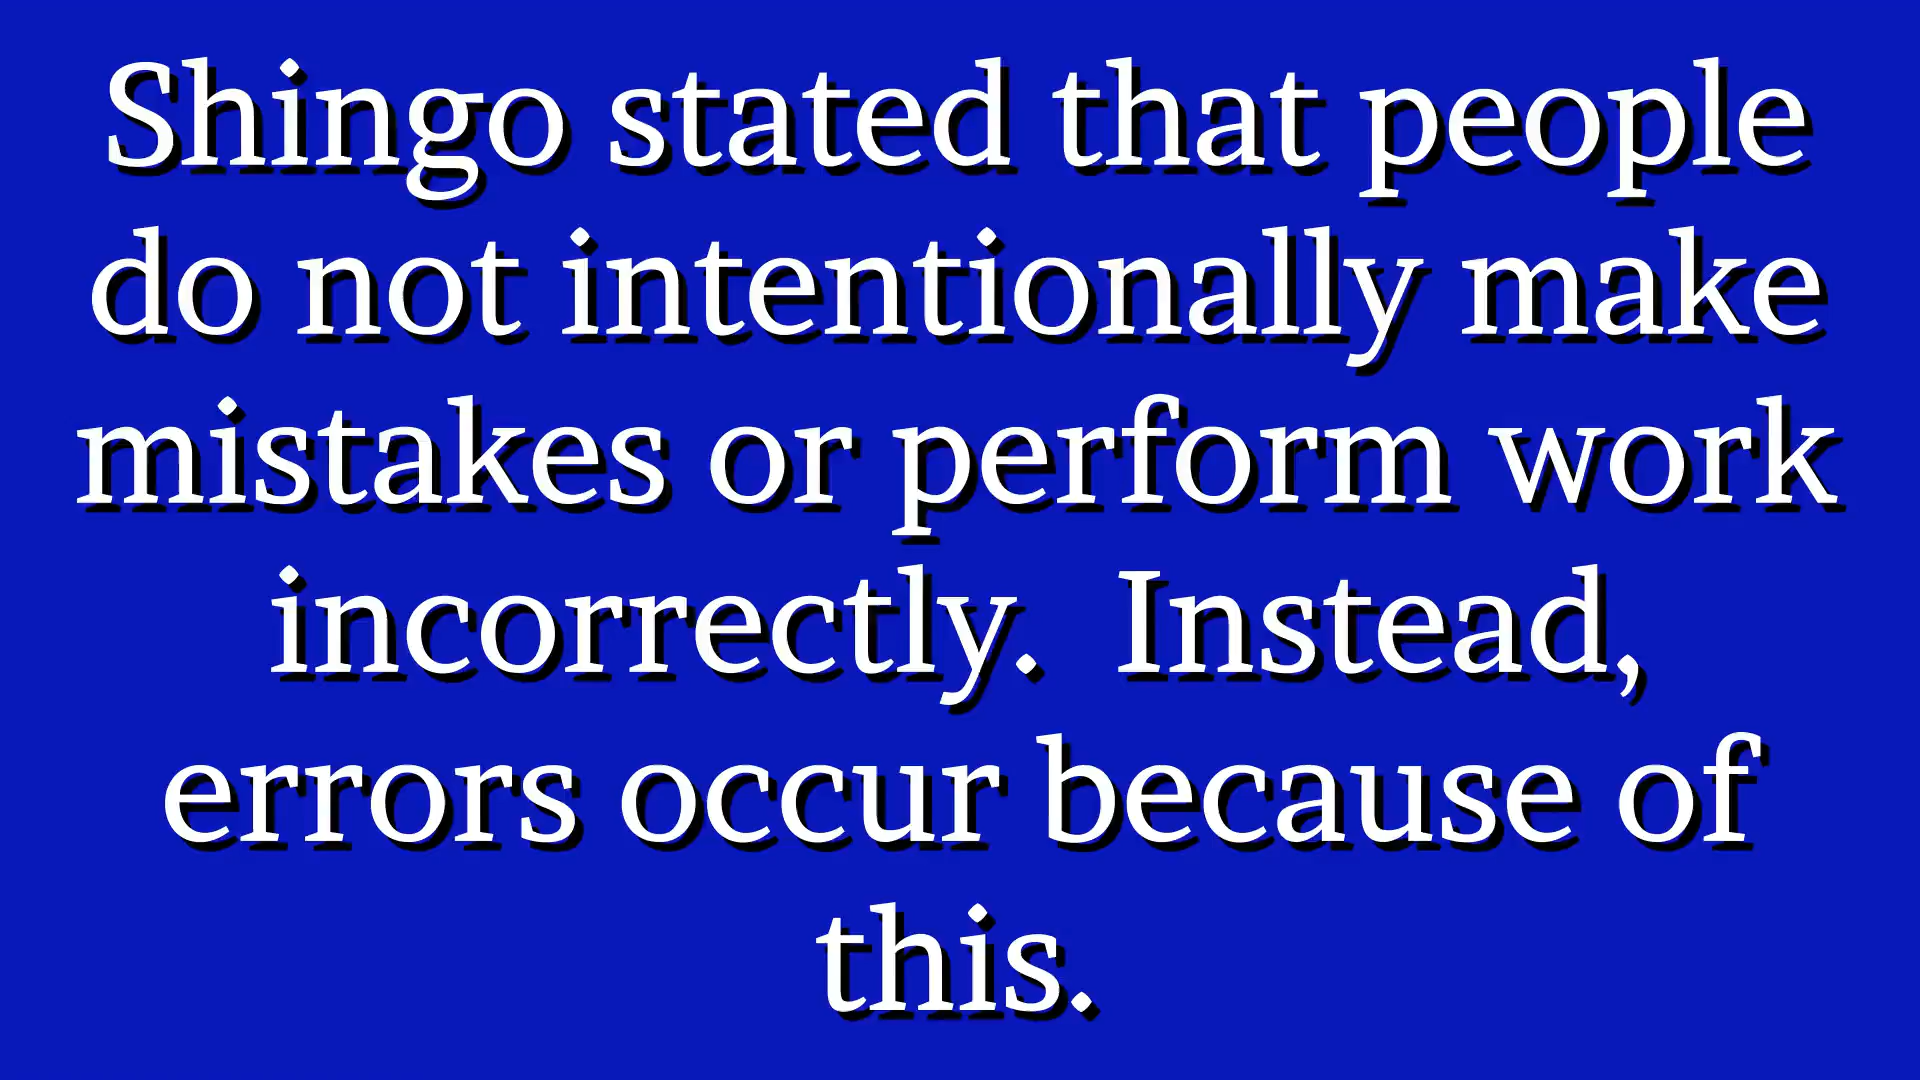 Shingo stated that people
do not intentionally make
mistakes or perform work
incorrectly.  Instead,
errors occur because of
this.